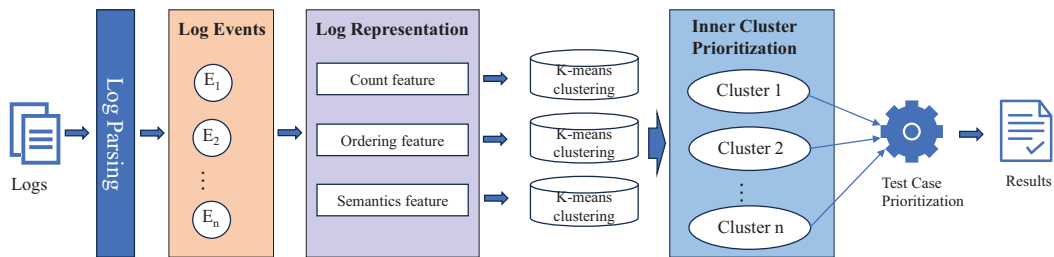 Logs
Log Parsing
Log Events
E1
E2
⋮
En
Log Representation
Count feature
Ordering feature
Semantics feature
K-means
clustering
K-means
clustering
K-means
clustering
Inner Cluster
Prioritization
Cluster 1
Cluster 2
⋮
Cluster n
Test Case
Prioritization
Results